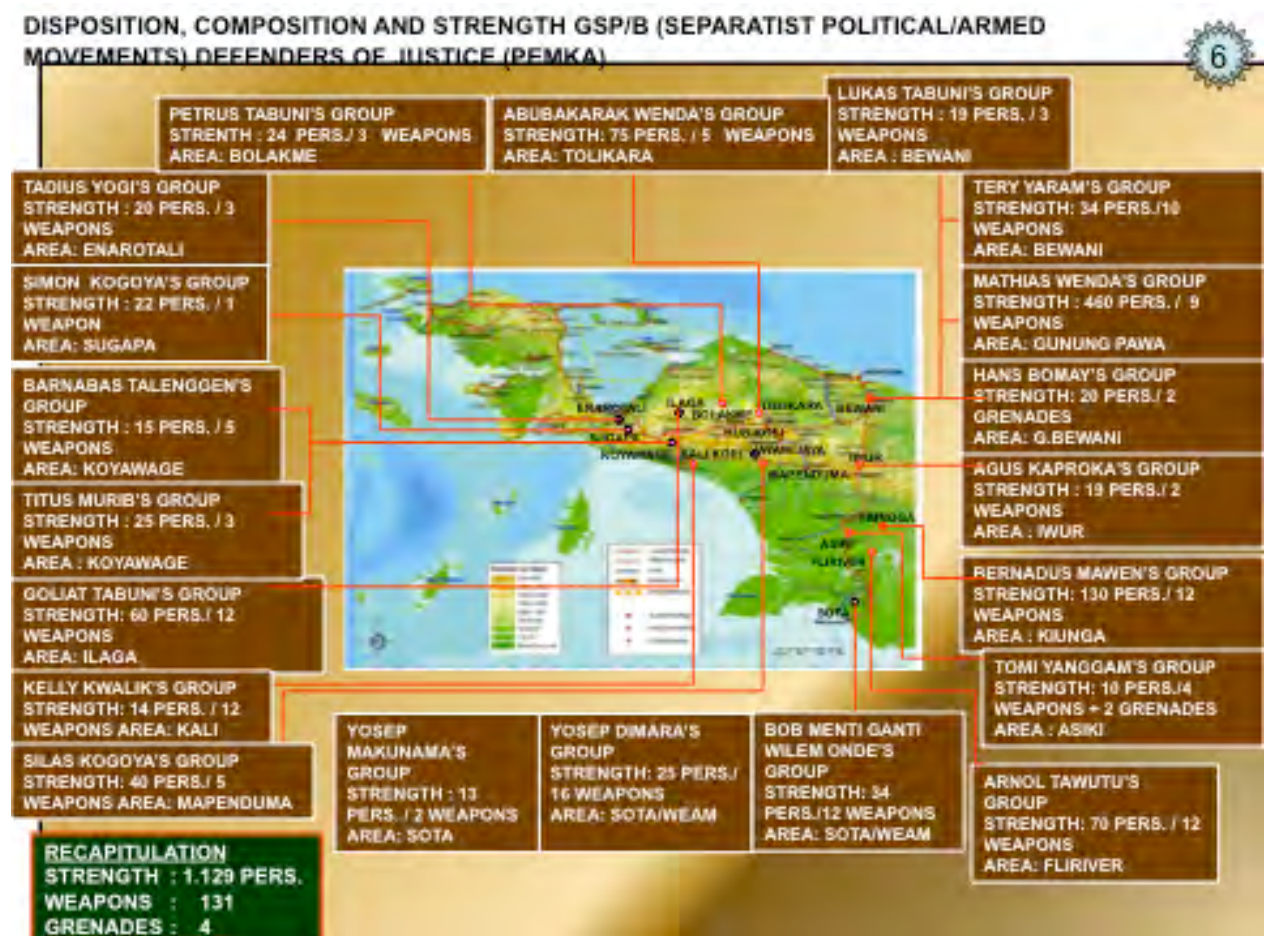 DISPOSITION, COMPOSITION AND STRENGTH GSP/B (SEPARATIST POLITICAL/ARMED
MOVEMENTS) DEFENDERS OF JUSTICE (PEMKA)
6
PETRUS TABUNI'S GROUP
STRENTH : 24 PERS./ 3 WEAPONS
AREA: BOLAKME
ABUBAKARAK WENDA'S GROUP
STRENGTH: 75 PERS. / 5 WEAPONS
AREA: TOLIKARA
LUKAS TABUNI'S GROUP
STRENGTH : 19 PERS. / 3
WEAPONS
AREA : BEWANI
TADIUS YOGI'S GROUP
STRENGTH : 20 PERS. / 3
WEAPONS
AREA: ENAROTALI
SIMON KOGOYA'S GROUP
STRENGTH : 22 PERS. / 1
WEAPON
AREA: SUGAPA
BARNABAS TALENGGEN'S
GROUP
STRENGTH : 15 PERS. / 5
WEAPONS
AREA: KOYAWAGE
TITUS MURIB'S GROUP
STRENGTH : 25 PERS. / 3
WEAPONS
AREA : KOYAWAGE
GOLIAT TABUNI'S GROUP
STRENGTH: 60 PERS./ 12
WEAPONS
AREA: ILAGA
KELLY KWALIK'S GROUP
STRENGTH: 14 PERS. / 12
WEAPONS AREA: KALI
SILAS KOGOYA'S GROUP
STRENGTH: 40 PERS./ 5
WEAPONS AREA: MAPENDUMA
TERY YARAM'S GROUP
STRENGTH: 34 PERS./10
WEAPONS
AREA: BEWANI
MATHIAS WENDA'S GROUP
STRENGTH : 460 PERS. / 9
WEAPONS
AREA: GUNUNG PAWA
HANS BOMAY'S GROUP
STRENGTH: 20 PERS./ 2
GRENADES
AREA: G.BEWANI
AGUS KAPROKA'S GROUP
STRENGTH : 19 PERS./ 2
WEAPONS
AREA : IWUR
BERNADUS MAWEN'S GROUP
STRENGTH: 130 PERS./ 12
WEAPONS
AREA : KIUNGA
TOMI YANGGAM'S GROUP
STRENGTH: 10 PERS./4
WEAPONS + 2 GRENADES
AREA : ASIKI
ARNOL TAWUTU'S
GROUP
STRENGTH: 70 PERS. / 12
WEAPONS
AREA: FLIRIVER
YOSEP
MAKUNAMA'S
GROUP
STRENGTH : 13
PERS. / 2 WEAPONS
AREA: SOTA
YOSEP DIMARA'S
GROUP
STRENGTH: 25 PERS./
16 WEAPONS
AREA: SOTA/WEAM
BOB MENTI GANTI
WILEM ONDE'S
GROUP
STRENGTH: 34
PERS./12 WEAPONS
AREA: SOTA/WEAM
RECAPITULATION
STRENGTH : 1.129 PERS.
WEAPONS : 131
GRENADES : 4
ENAROTALI
ILAGA
BOLAKME
TOLIKARA
BEWANI
SUGAPA
KOYAWAGE
KALI KOPI
MAPENDUMA
ASIKI
FLIRIVER
SOTA